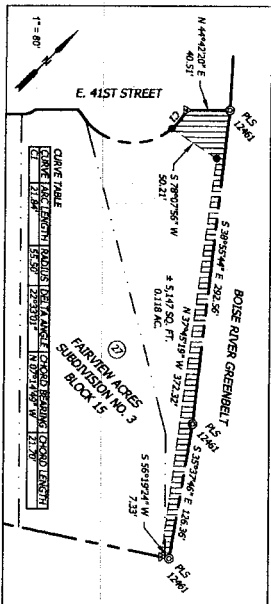 N 44°42'20" E
40.51'
PLS
12461
E. 41ST STREET
C1
S 78°07'56" W
50.21'
S 38°55'44" E 262.56'
BOISE RIVER GREENBELT
± 5,147 SQ. FT.
0.118 AC.
N 37°45'19" W 372.32'
PLS
12461
S 35°37'46" E 126.36'
PLS
12461
S 56°19'24" W
7.33'
27
FAIRVIEW ACRES
SUBDIVISION NO. 3
BLOCK 15
1" = 80'
CURVE TABLE
CURVE ARC LENGTH RADIUS DELTA ANGLE CHORD BEARING CHORD LENGTH
C1 21.84' 55.50' 22°33'01" N 07°14'49" W 21.70'